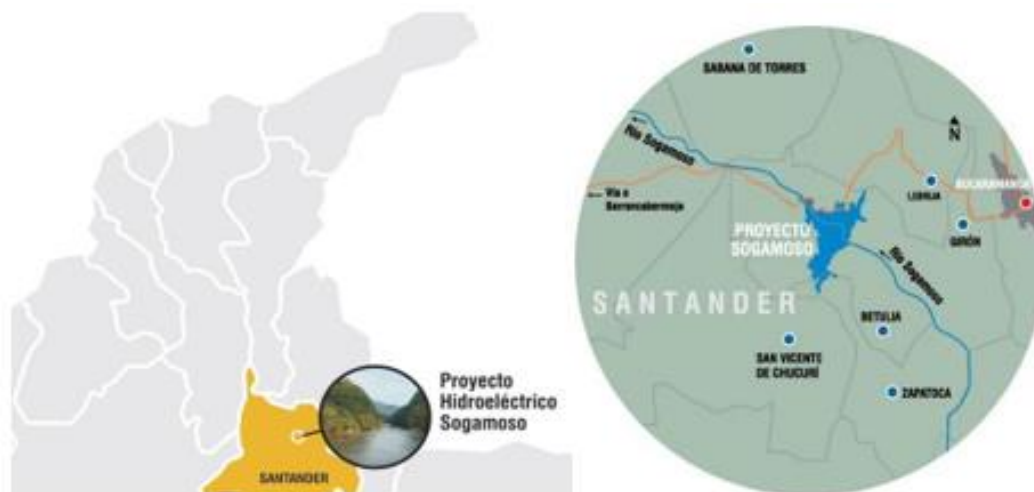 Proyecto
Hidroeléctrico
Sogamoso
SANTANDER
SABANA DE TORRES
Río Sogamoso
N
Vía a
Barrancabermeja
LEBRIJA
BUCARAMANGA
GIRÓN
PROYECTO
SOGAMOSO
Río Sogamoso
SANTANDER
BETULIA
SAN VICENTE
DE CHUCURÍ
ZAPATOCA